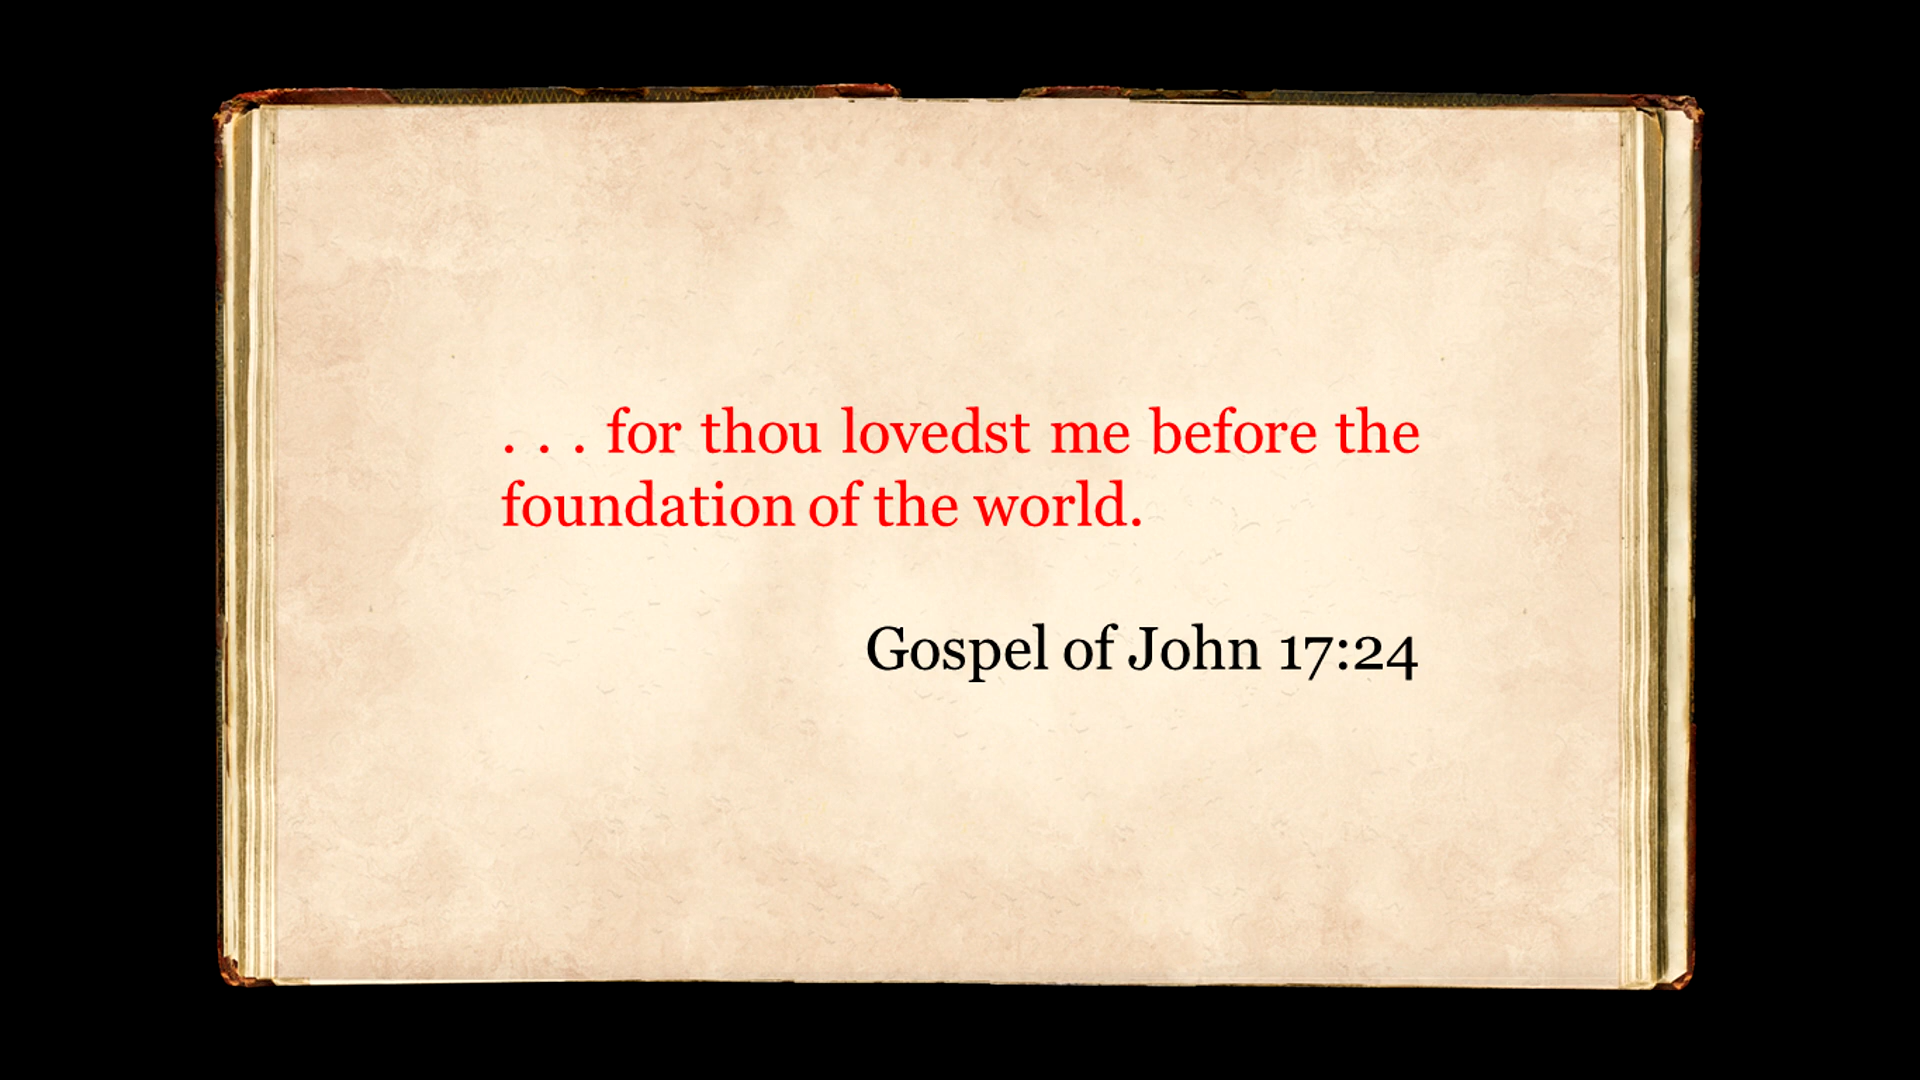 . . . for thou lovedst me before the
foundation of the world.
Gospel of John 17:24